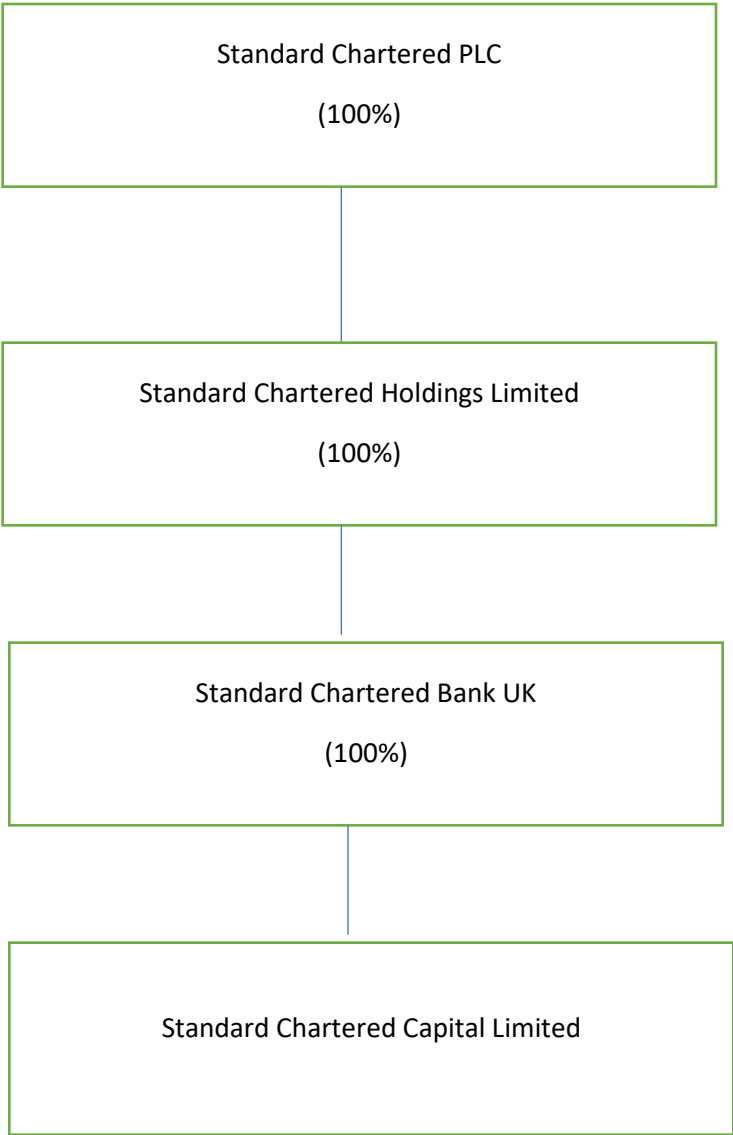 Standard Chartered PLC
(100%)
Standard Chartered Holdings Limited
(100%)
Standard Chartered Bank UK
(100%)
Standard Chartered Capital Limited